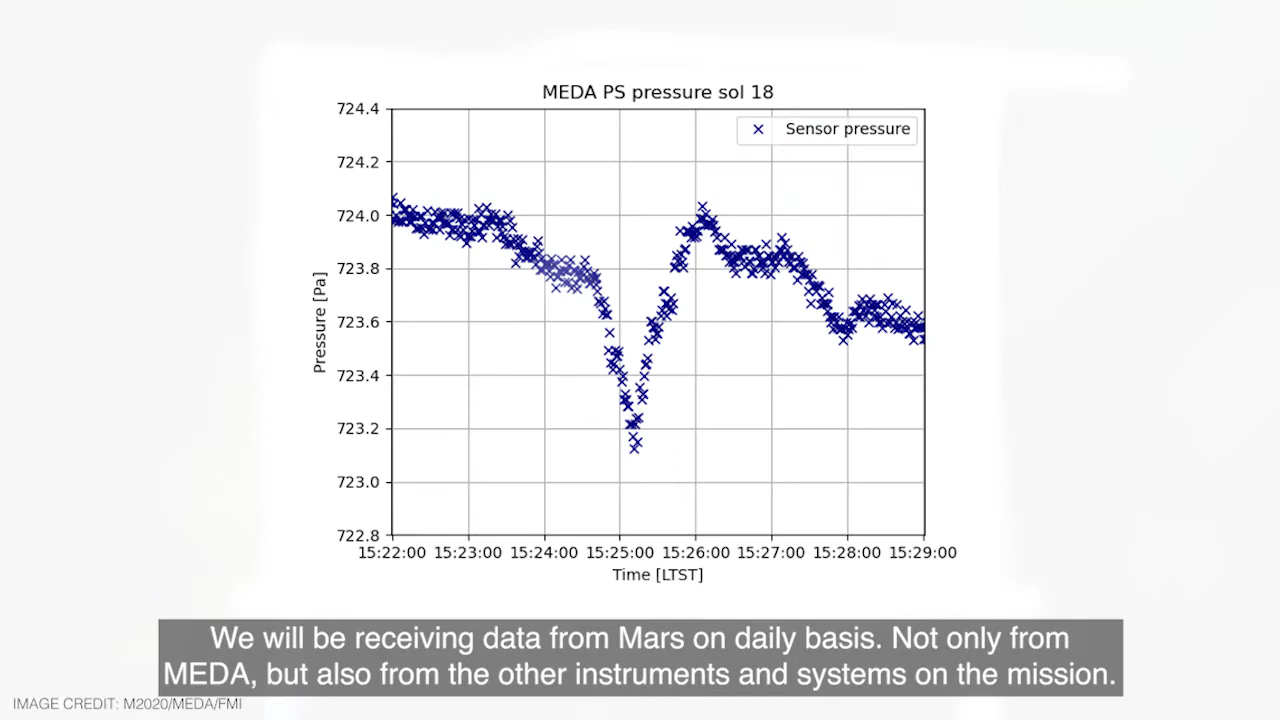 MEDA PS pressure sol 18
724.4
Sensor pressure
724.2
724.0
723.8
723.6
723.4
723.2
723.0
722.8
Pressure [Pa]
15:22:00 15:23:00 15:24:00 15:25:00 15:26:00 15:27:00 15:28:00 15:29:00
Time [LTST]
We will be receiving data from Mars on daily basis. Not only from
MEDA, but also from the other instruments and systems on the mission.
IMAGE CREDIT: M2020/MEDA/FMI